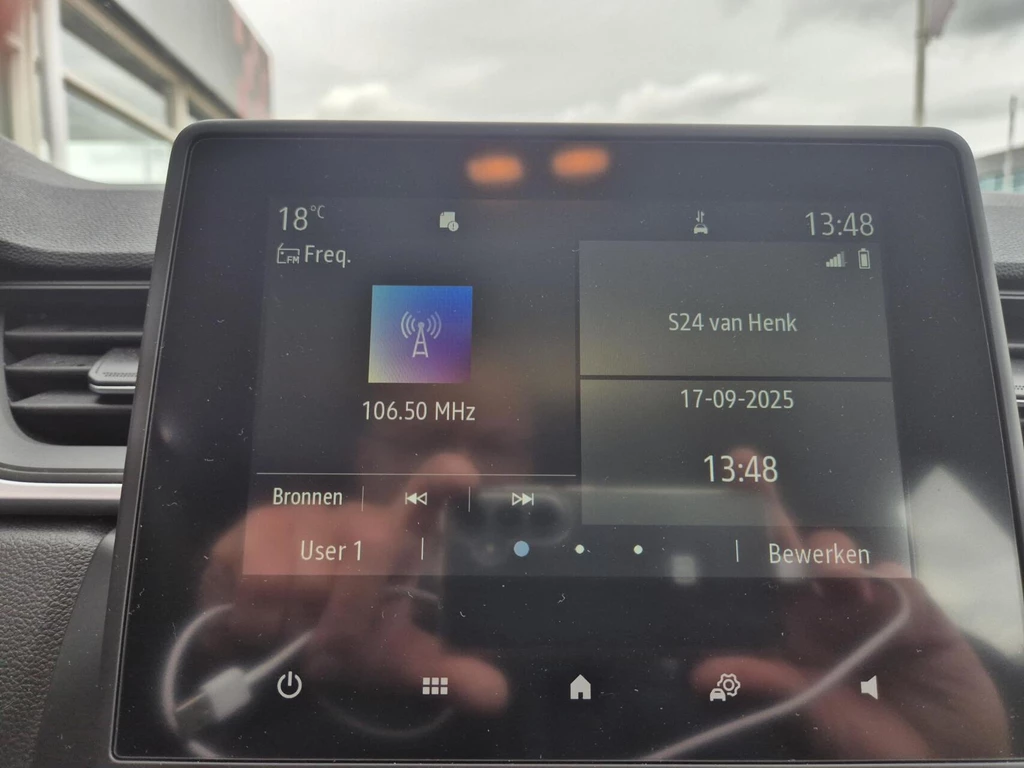 18°C
13:48
FM Freq.
S24 van Henk
106.50 MHz
17-09-2025
13:48
Bronnen
User 1
Bewerken